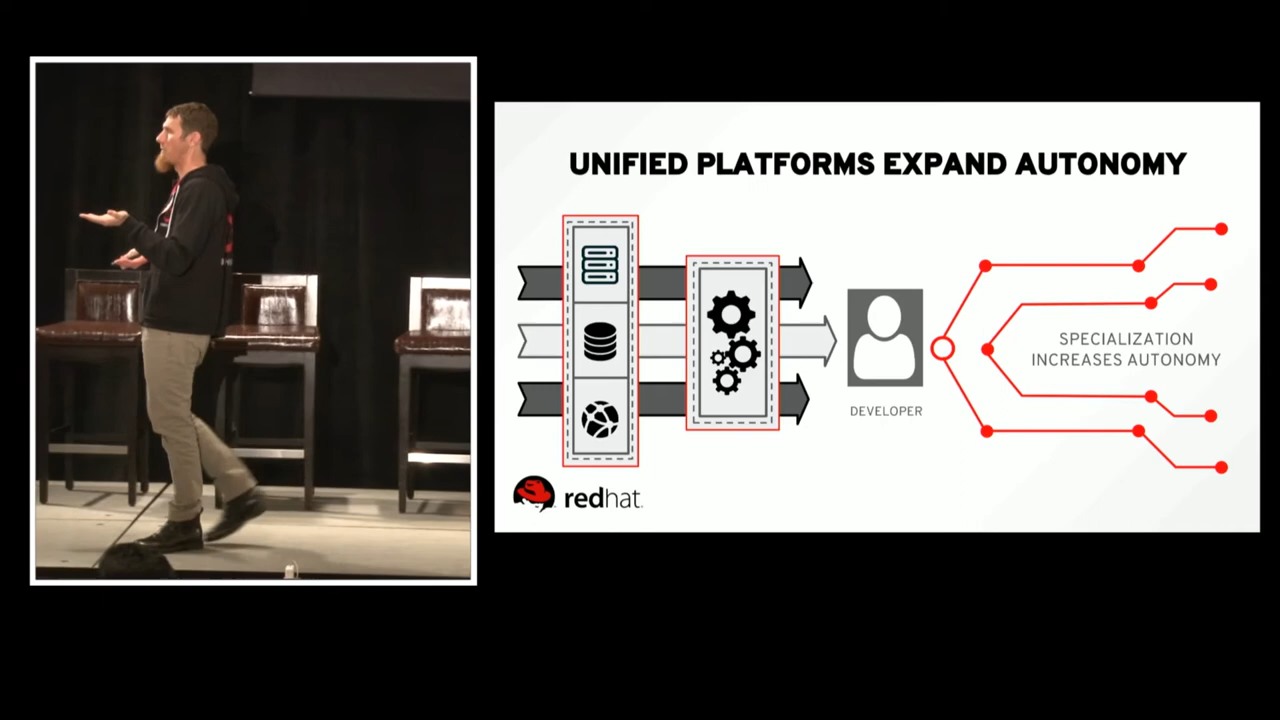 UNIFIED PLATFORMS EXPAND AUTONOMY
SPECIALIZATION
INCREASES AUTONOMY
DEVELOPER
redhat.